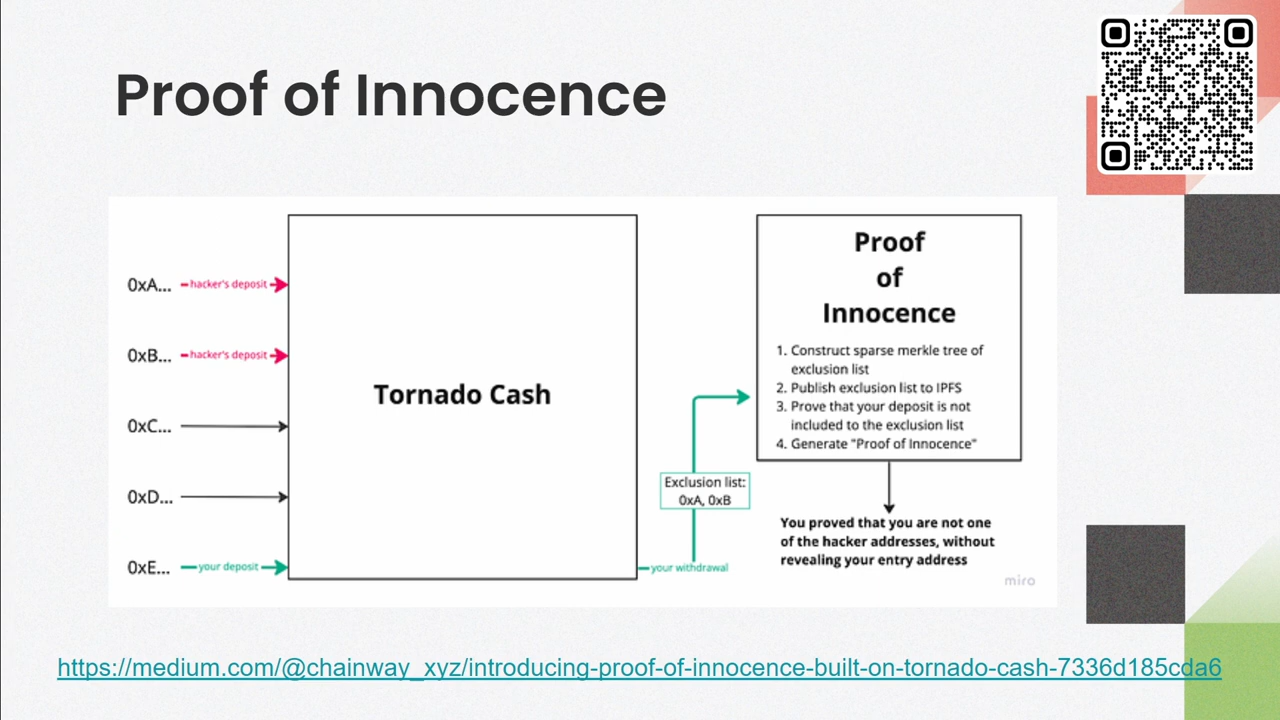 Proof of Innocence
0xA...
hacker's deposit
0xB...
hacker's deposit
0xC...
0xD...
0xE...
your deposit
Tornado Cash
your withdrawal
Exclusion list:
0xA, 0xB
Proof
of
Innocence
1. Construct sparse merkle tree of
exclusion list
2. Publish exclusion list to IPFS
3. Prove that your deposit is not
included to the exclusion list
4. Generate "Proof of Innocence"
You proved that you are not one
of the hacker addresses, without
revealing your entry address
miro
https://medium.com/@chainway_xyz/introducing-proof-of-innocence-built-on-tornado-cash-7336d185cda6